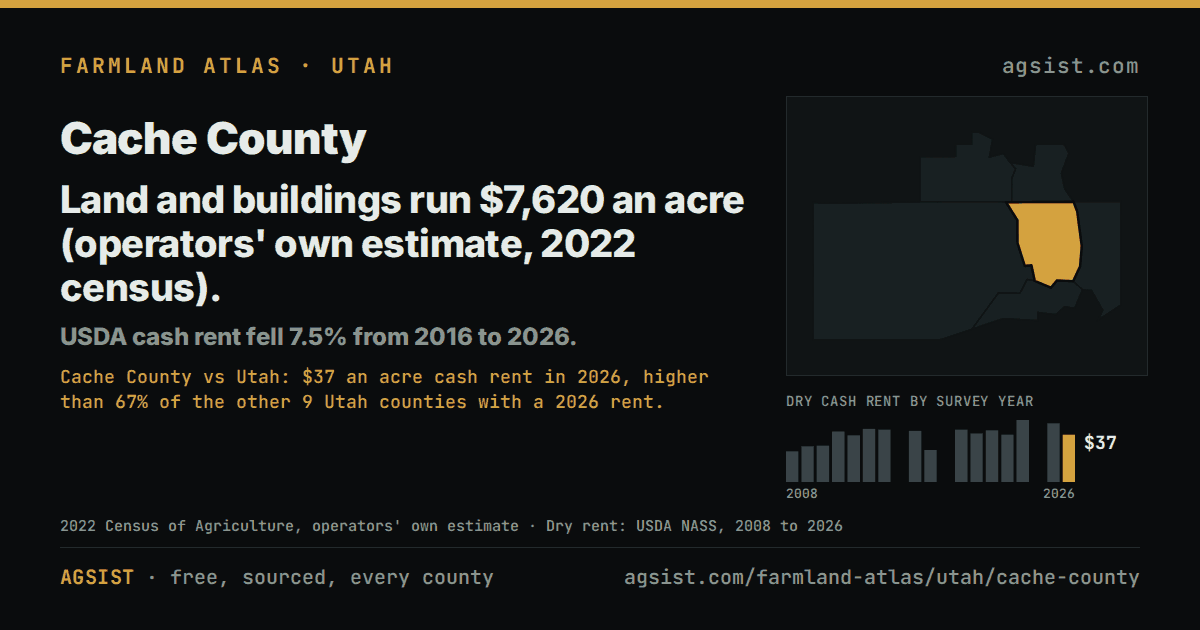 FARMLAND ATLAS · UTAH
agsist.com
Cache County
Land and buildings run $7,620 an acre
(operators' own estimate, 2022
census).
USDA cash rent fell 7.5% from 2016 to 2026.
Cache County vs Utah: $37 an acre cash rent in 2026, higher
than 67% of the other 9 Utah counties with a 2026 rent.
DRY CASH RENT BY SURVEY YEAR
$37
2008
2026
2022 Census of Agriculture, operators' own estimate · Dry rent: USDA NASS, 2008 to 2026
AGSIST · free, sourced, every county
agsist.com/farmland-atlas/utah/cache-county